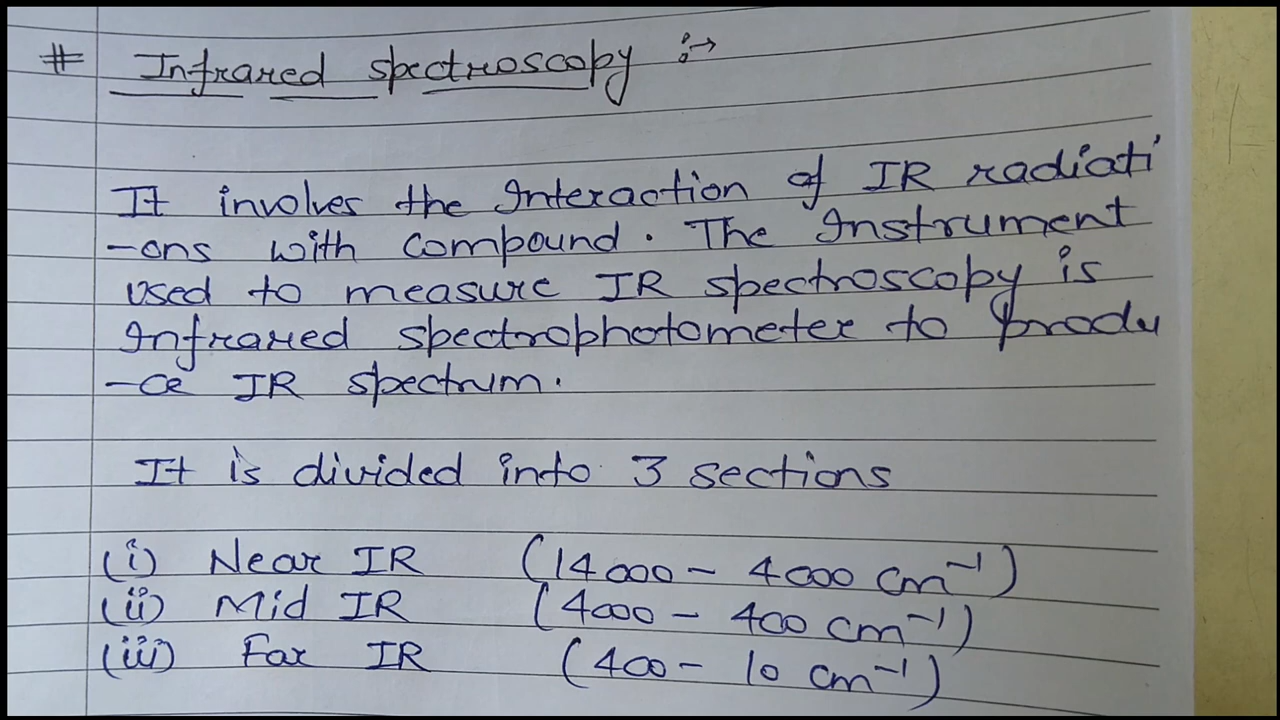 # Infrared spectroscopy :→
It involves the Interaction of IR radiati
-ons with compound. The Instrument
used to measure IR spectroscopy is
Infrared spectrophotometer to produ
-ce IR spectrum.
It is divided into 3 sections
(i) Near IR (14000 - 4000 cm⁻¹)
(ii) Mid IR (4000 - 400 cm⁻¹)
(iii) Far IR (400 - 10 cm⁻¹)